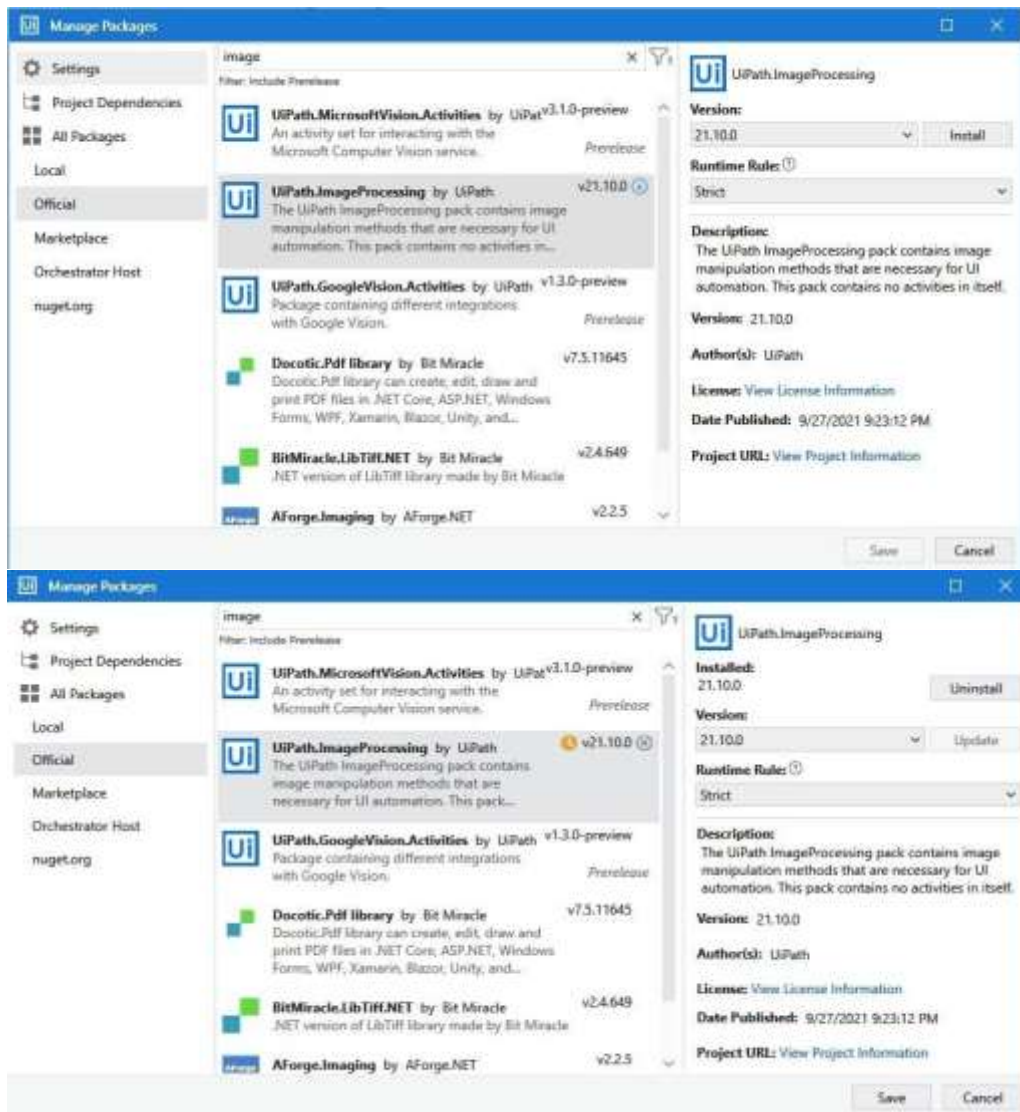 Ui Manage Packages
Settings
Project Dependencies
All Packages
Local
Official
Marketplace
Orchestrator Host
nuget.org
image
Filter: Include Prerelease
Ui UiPath.MicrosoftVision.Activities by UiPat v3.1.0-preview
An activity set for interacting with the
Microsoft Computer Vision service. Prerelease
Ui UiPath.ImageProcessing by UiPath v21.10.0
The UiPath ImageProcessing pack contains image
manipulation methods that are necessary for UI
automation. This pack contains no activities in...
Ui UiPath.GoogleVision.Activities by UiPath v1.3.0-preview
Package containing different integrations
with Google Vision. Prerelease
Docotic.Pdf library by Bit Miracle v7.5.11645
Docotic.Pdf library can create, edit, draw and
print PDF files in .NET Core, ASP.NET, Windows
Forms, WPF, Xamarin, Blazor, Unity, and...
BitMiracle.LibTiff.NET by Bit Miracle v2.4.649
.NET version of LibTiff library made by Bit Miracle
AForge AForge.Imaging by AForge.NET v2.2.5
Ui UiPath.ImageProcessing
Version:
21.10.0 Install
Runtime Rule: ?
Strict
Description:
The UiPath ImageProcessing pack contains image
manipulation methods that are necessary for UI
automation. This pack contains no activities in itself.
Version: 21.10.0
Author(s): UiPath
License: View License Information
Date Published: 9/27/2021 9:23:12 PM
Project URL: View Project Information
Save Cancel
Ui Manage Packages
Settings
Project Dependencies
All Packages
Local
Official
Marketplace
Orchestrator Host
nuget.org
image
Filter: Include Prerelease
Ui UiPath.MicrosoftVision.Activities by UiPat v3.1.0-preview
An activity set for interacting with the
Microsoft Computer Vision service. Prerelease
Ui UiPath.ImageProcessing by UiPath v21.10.0
The UiPath ImageProcessing pack contains
image manipulation methods that are
necessary for UI automation. This pack...
Ui UiPath.GoogleVision.Activities by UiPath v1.3.0-preview
Package containing different integrations
with Google Vision. Prerelease
Docotic.Pdf library by Bit Miracle v7.5.11645
Docotic.Pdf library can create, edit, draw and
print PDF files in .NET Core, ASP.NET, Windows
Forms, WPF, Xamarin, Blazor, Unity, and...
BitMiracle.LibTiff.NET by Bit Miracle v2.4.649
.NET version of LibTiff library made by Bit Miracle
AForge AForge.Imaging by AForge.NET v2.2.5
Ui UiPath.ImageProcessing
Installed:
21.10.0 Uninstall
Version:
21.10.0 Update
Runtime Rule: ?
Strict
Description:
The UiPath ImageProcessing pack contains image
manipulation methods that are necessary for UI
automation. This pack contains no activities in itself.
Version: 21.10.0
Author(s): UiPath
License: View License Information
Date Published: 9/27/2021 9:23:12 PM
Project URL: View Project Information
Save Cancel